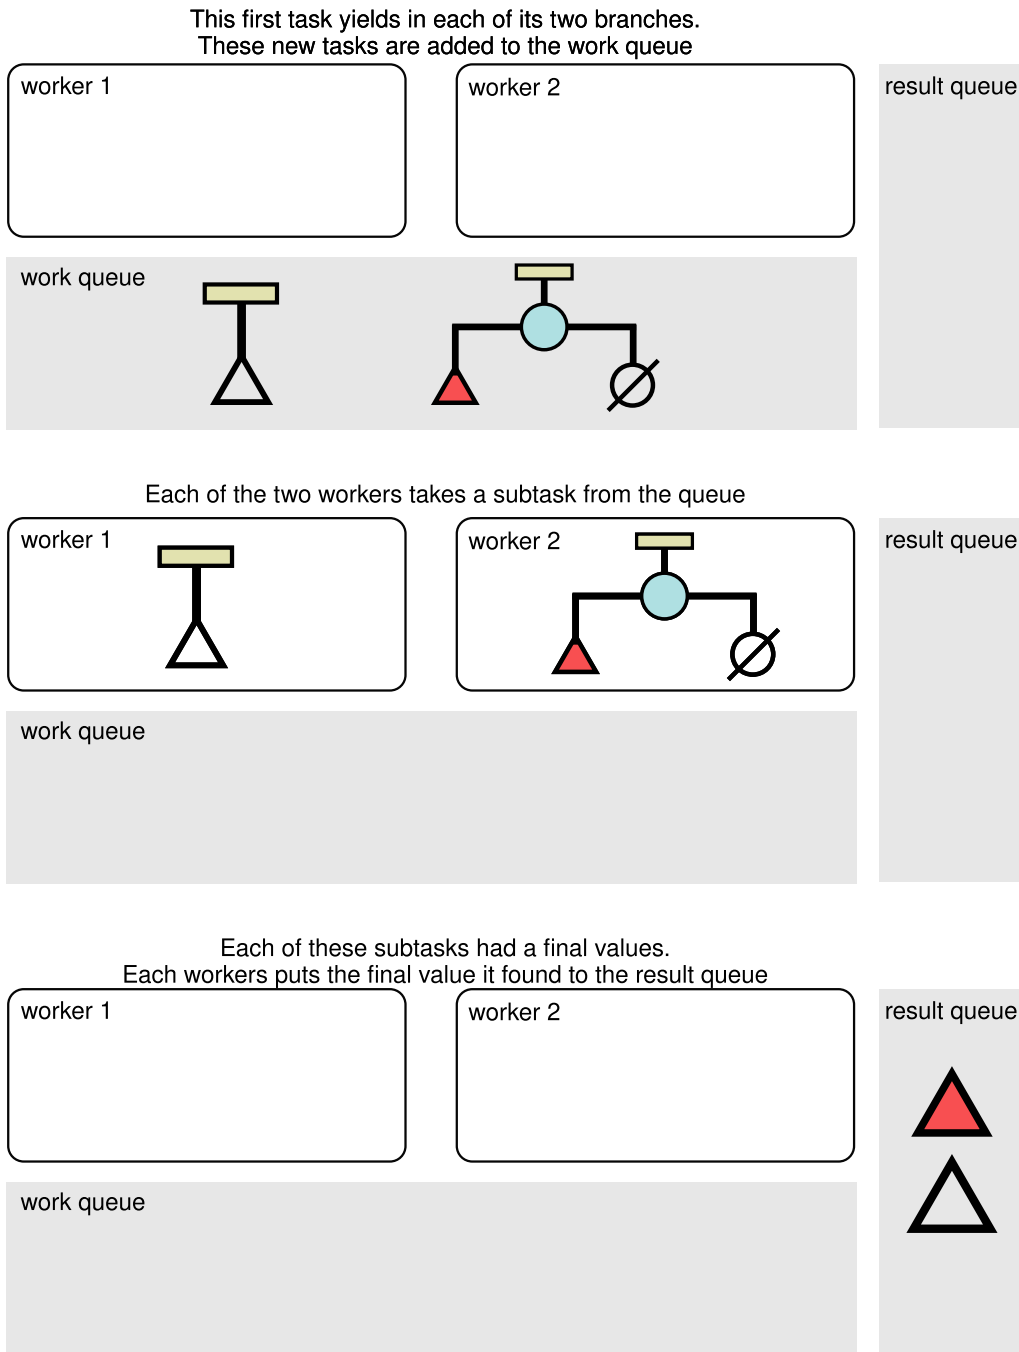 This first task yields in each of its two branches.
These new tasks are added to the work queue
worker 1
worker 2
result queue
work queue
Each of the two workers takes a subtask from the queue
worker 1
worker 2
result queue
work queue
Each of these subtasks had a final values.
Each workers puts the final value it found to the result queue
worker 1
worker 2
result queue
work queue